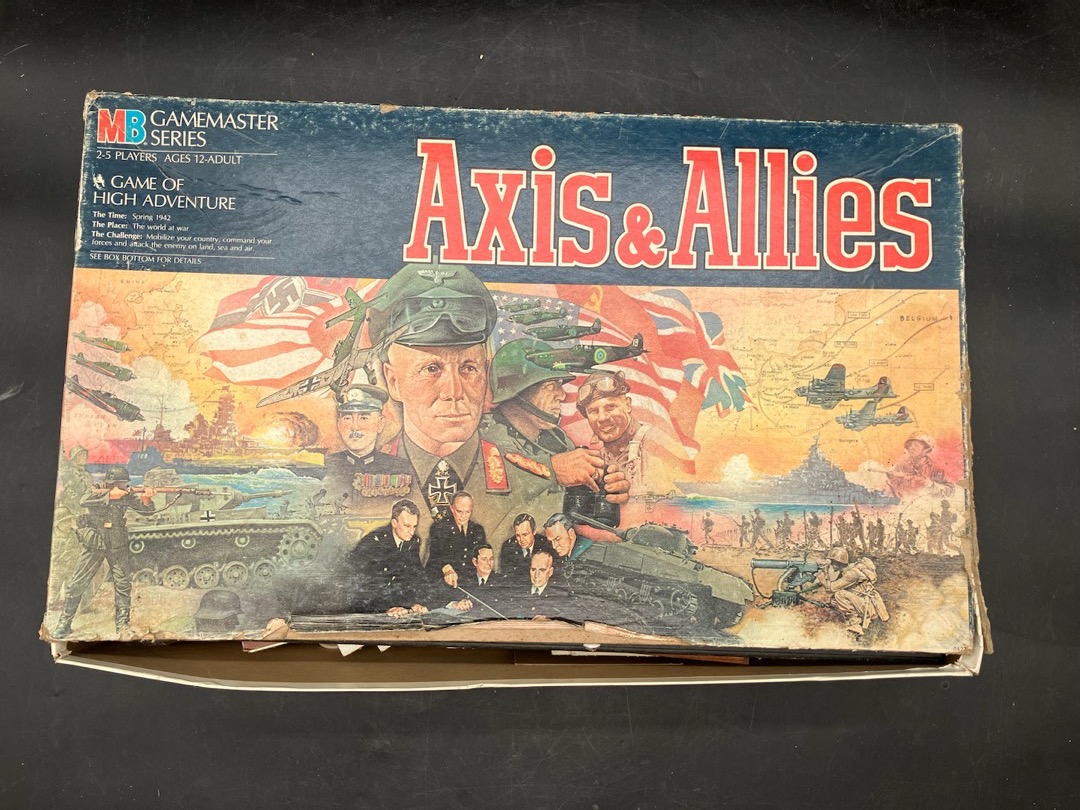 MB GAMEMASTER
SERIES
2-5 PLAYERS AGES 12-ADULT
A GAME OF
HIGH ADVENTURE
The Time: Spring 1942
The Place: The world at war
The Challenge: Mobilize your country, command your
forces and attack the enemy on land, sea and air.
SEE BOX BOTTOM FOR DETAILS
Axis & Allies™
BELGIUM